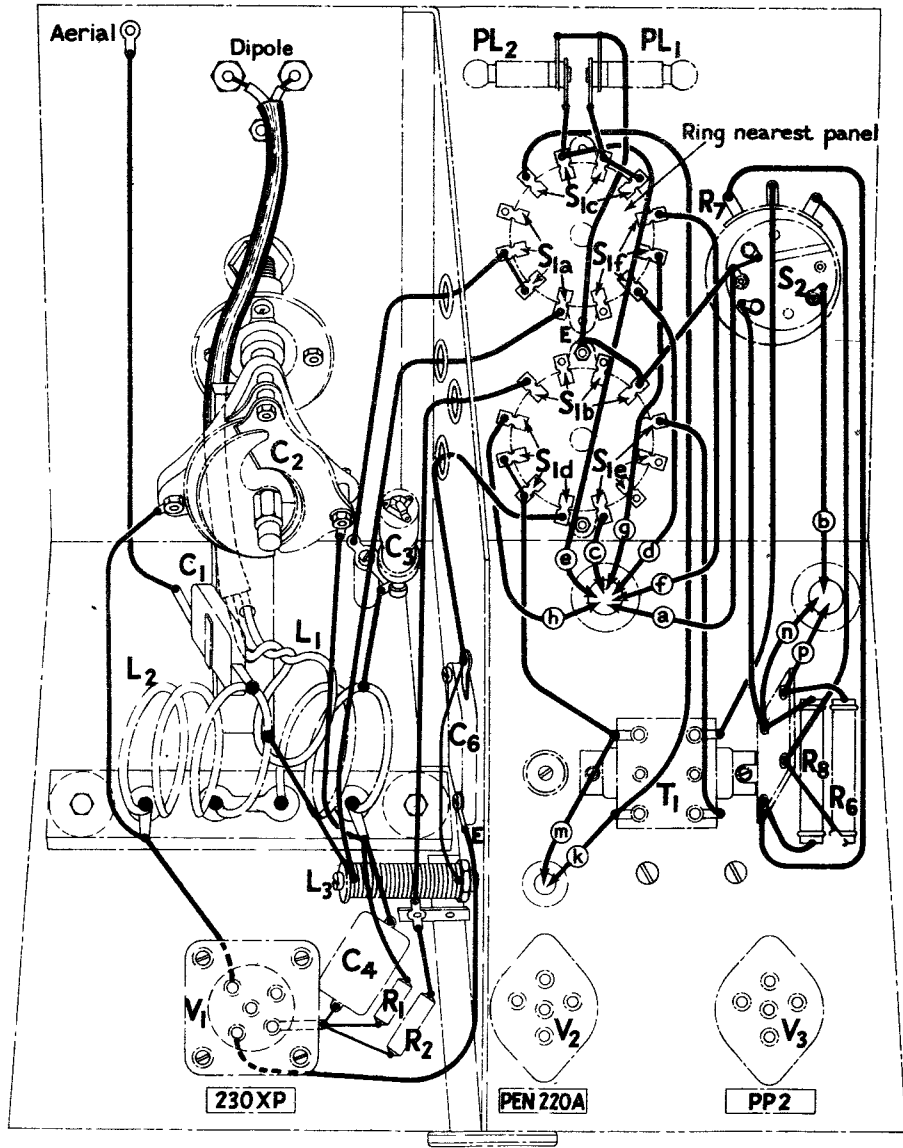 Aerial
Dipole
PL2
PL1
Ring nearest panel
S1c
R7
S1a
S1f
S2
E
S1b
C2
S1d
S1e
g
b
C3
e
c
d
C1
f
h
a
L1
n
p
L2
C6
R8
R6
T1
E
m
k
L3
C4
V1
R1
R2
V2
V3
230XP
PEN 220A
PP2